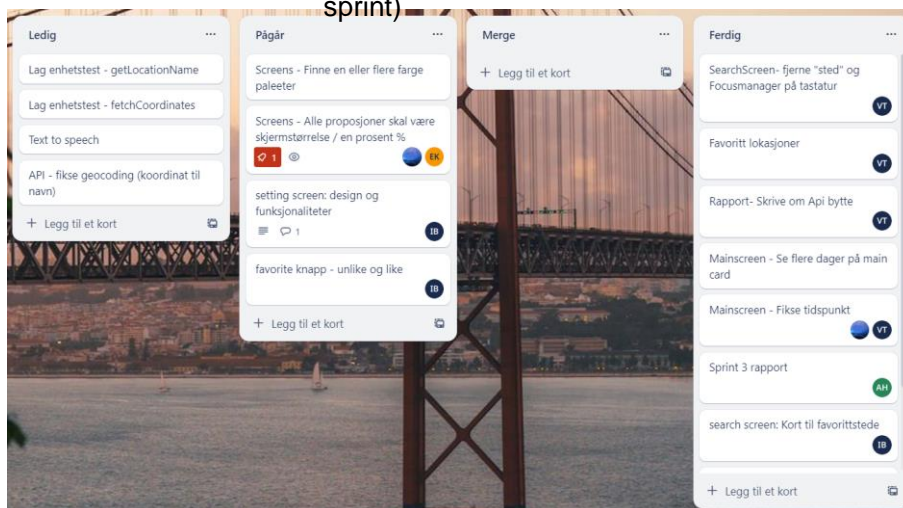 sprint)
Ledig
Lag enhetstest - getLocationName
Lag enhetstest - fetchCoordinates
Text to speech
API - fikse geocoding (koordinat til
navn)
+ Legg til et kort
Pågår
Screens - Finne en eller flere farge
paleeter
Screens - Alle proposjoner skal være
skjermstørrelse / en prosent %
1
EK
setting screen: design og
funksjonaliteter
1
IB
favorite knapp - unlike og like
IB
+ Legg til et kort
Merge
+ Legg til et kort
Ferdig
SearchScreen- fjerne "sted" og
Focusmanager på tastatur
VT
Favoritt lokasjoner
VT
Rapport- Skrive om Api bytte
VT
Mainscreen - Se flere dager på main
card
Mainscreen - Fikse tidspunkt
VT
Sprint 3 rapport
AH
search screen: Kort til favorittstede
IB
+ Legg til et kort